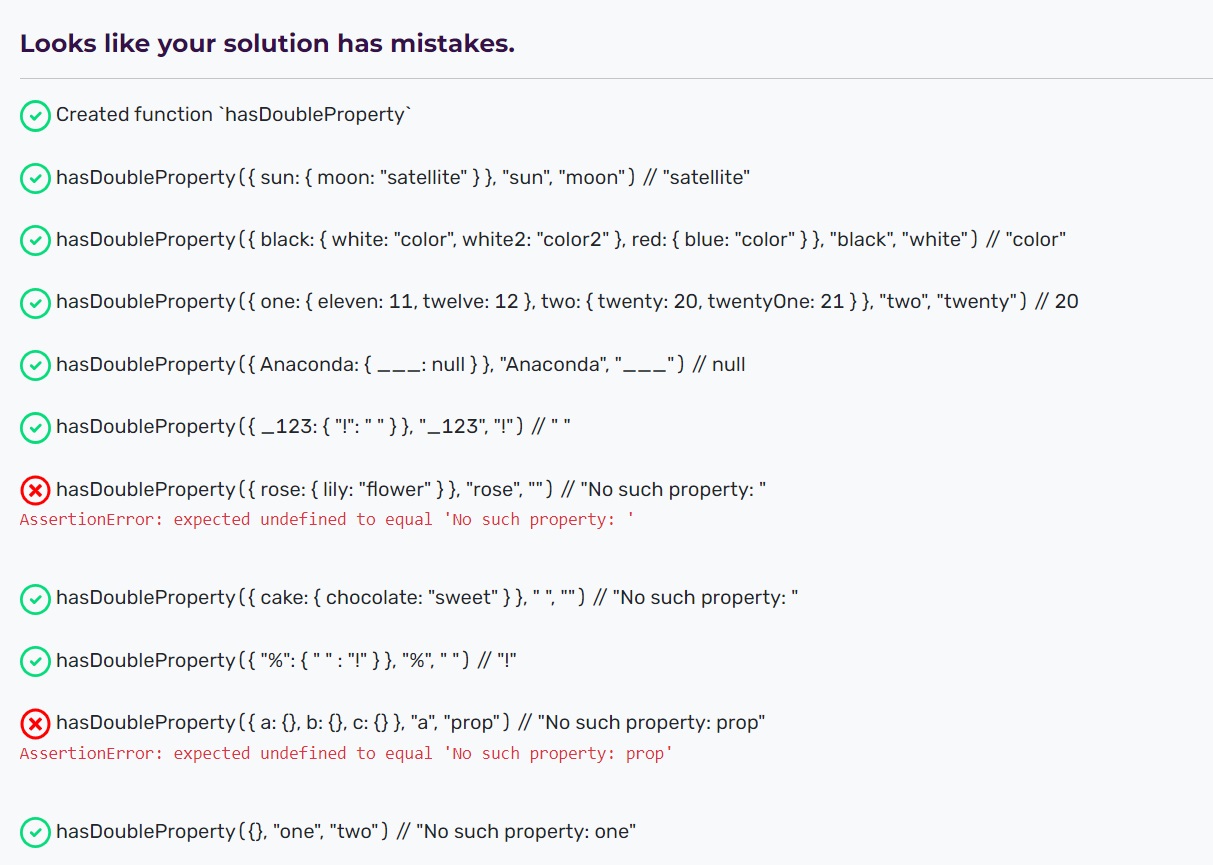 Looks like your solution has mistakes.
Created function `hasDoubleProperty`
hasDoubleProperty({ sun: { moon: "satellite" } }, "sun", "moon") // "satellite"
hasDoubleProperty({ black: { white: "color", white2: "color2" }, red: { blue: "color" } }, "black", "white") // "color"
hasDoubleProperty({ one: { eleven: 11, twelve: 12 }, two: { twenty: 20, twentyOne: 21 } }, "two", "twenty") // 20
hasDoubleProperty({ Anaconda: { ___: null } }, "Anaconda", "___") // null
hasDoubleProperty({ _123: { "!": " " } }, "_123", "!") // " "
hasDoubleProperty({ rose: { lily: "flower" } }, "rose", "") // "No such property: "
AssertionError: expected undefined to equal 'No such property: '
hasDoubleProperty({ cake: { chocolate: "sweet" } }, " ", "") // "No such property: "
hasDoubleProperty({ "%": { " " : "!" } }, "%", " ") // "!"
hasDoubleProperty({ a: {}, b: {}, c: {} }, "a", "prop") // "No such property: prop"
AssertionError: expected undefined to equal 'No such property: prop'
hasDoubleProperty({}, "one", "two") // "No such property: one"